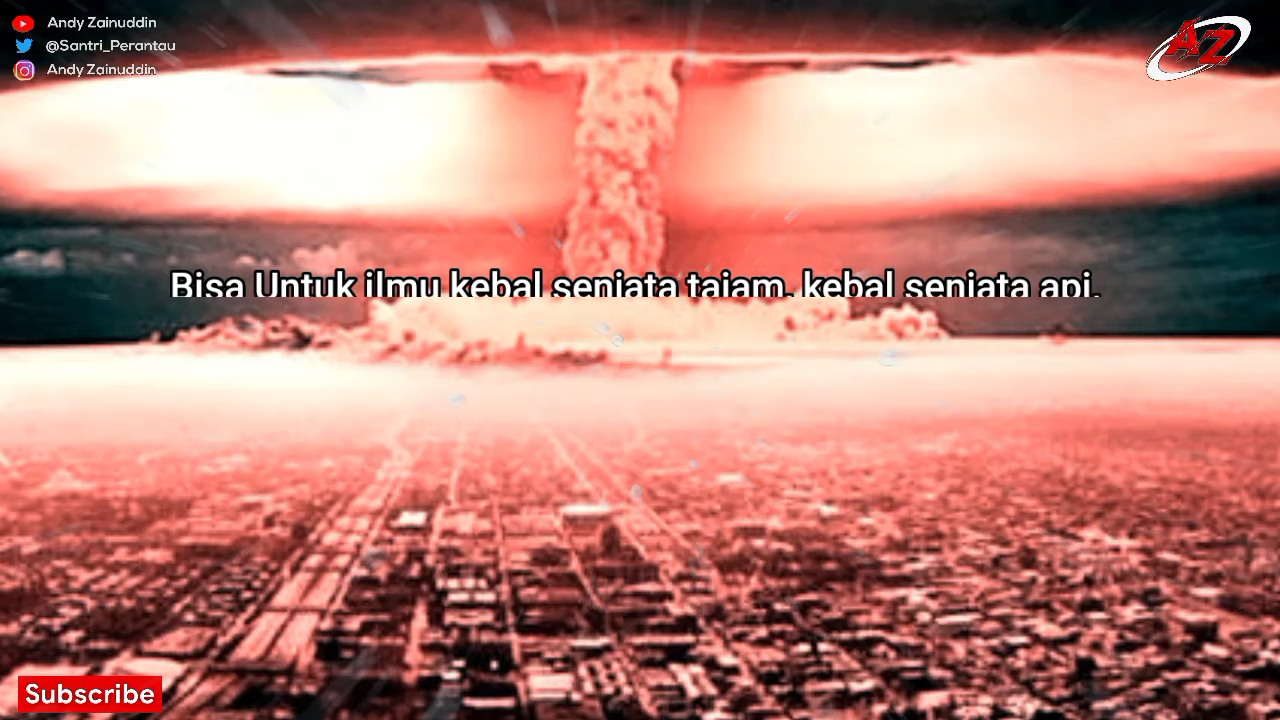 Andy Zainuddin
@Santri_Perantau
Andy Zainuddin
AZ
Bisa Untuk ilmu kebal senjata tajam, kebal senjata api.
Subscribe